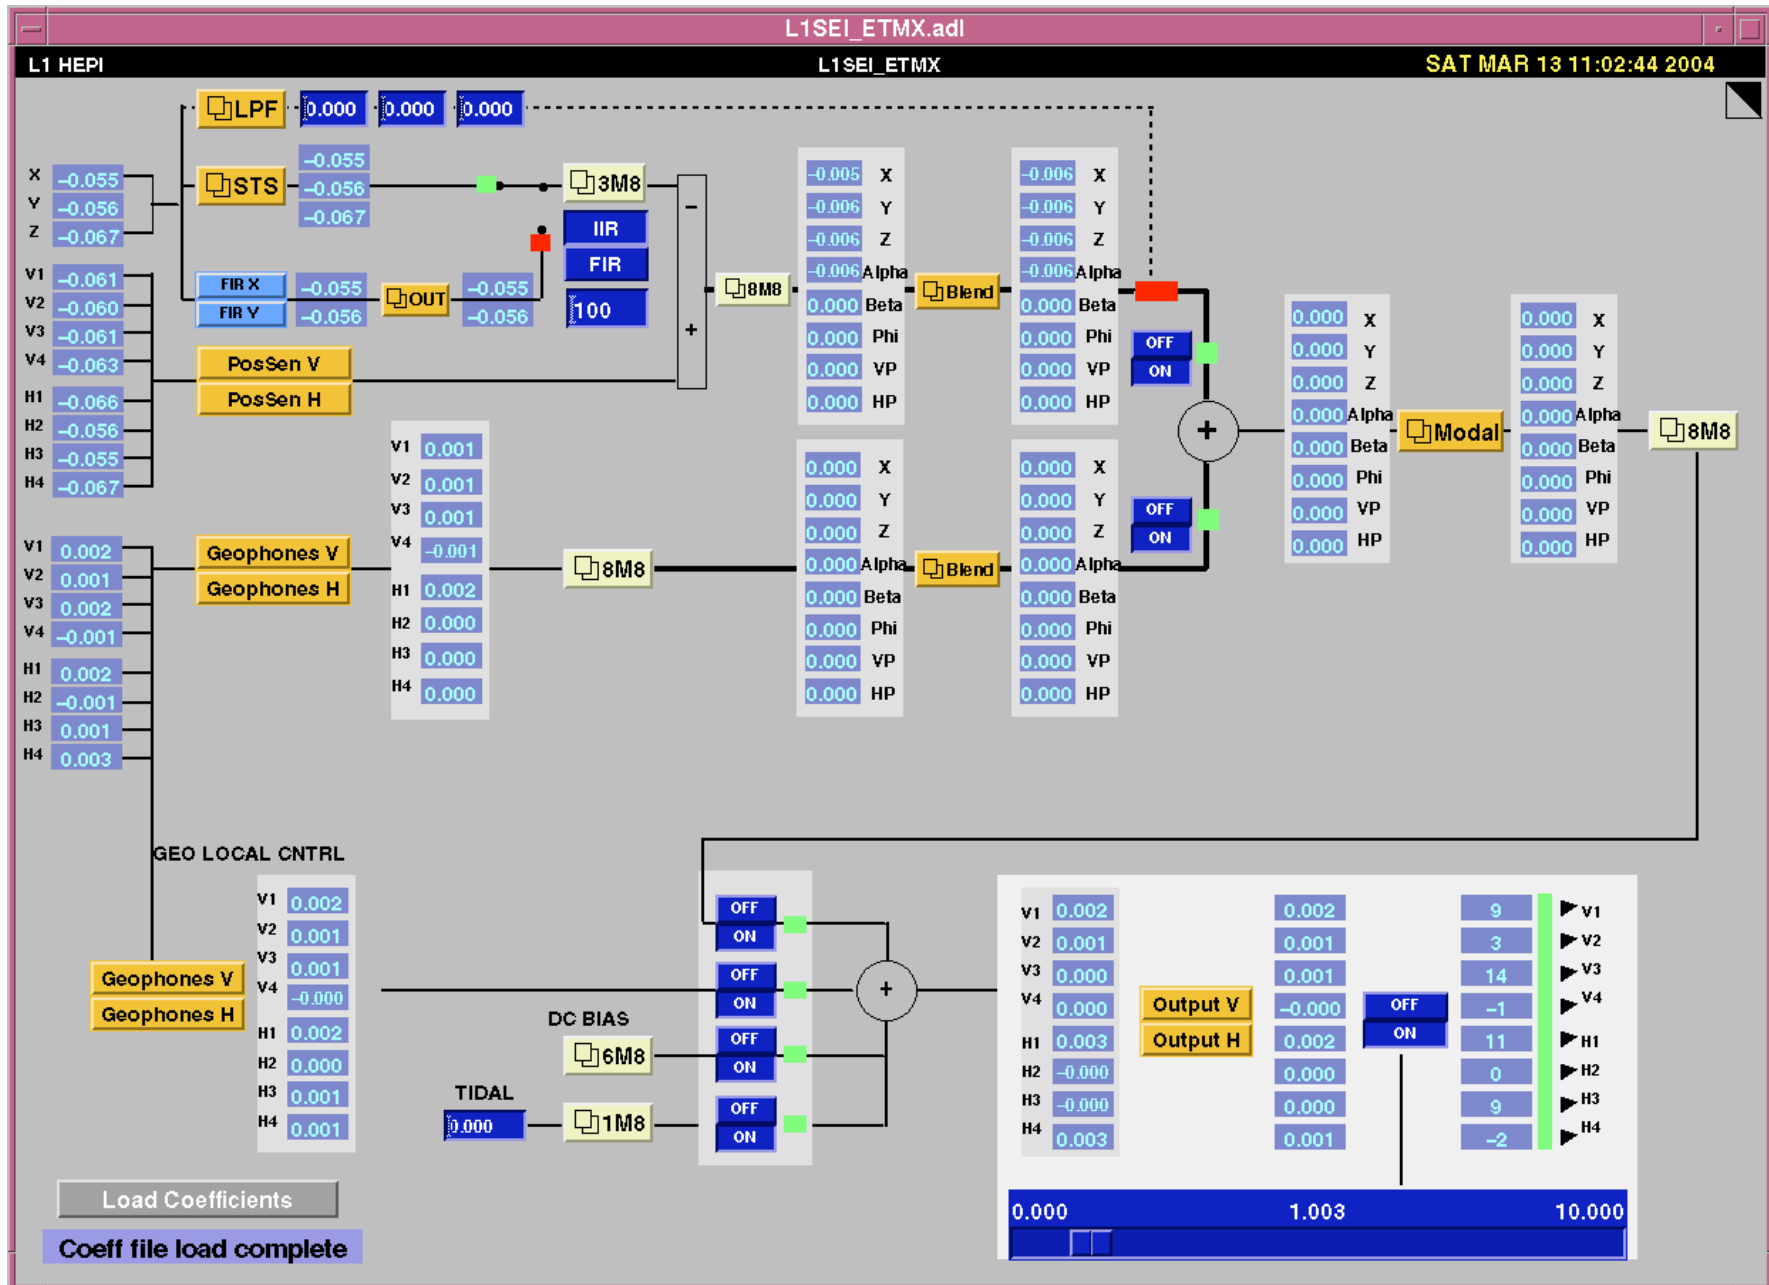 L1SEI_ETMX.adl
L1 HEPI L1SEI_ETMX SAT MAR 13 11:02:44 2004
LPF 0.000 0.000 0.000
X -0.055
Y -0.056
Z -0.067
STS -0.055 -0.056 -0.067
3M8
IIR
FIR
100
FIR X -0.055
FIR Y -0.056
OUT -0.055 -0.056
V1 -0.061
V2 -0.060
V3 -0.061
V4 -0.063
H1 -0.066
H2 -0.056
H3 -0.055
H4 -0.067
PosSen V
PosSen H
-
+
8M8
-0.005 X
-0.006 Y
-0.006 Z
-0.006 Alpha
0.000 Beta
0.000 Phi
0.000 VP
0.000 HP
Blend
-0.006 X
-0.006 Y
-0.006 Z
-0.006 Alpha
0.000 Beta
0.000 Phi
0.000 VP
0.000 HP
OFF
ON
+
V1 0.002
V2 0.001
V3 0.002
V4 -0.001
H1 0.002
H2 -0.001
H3 0.001
H4 0.003
Geophones V
Geophones H
V1 0.001
V2 0.001
V3 0.001
V4 -0.001
H1 0.002
H2 0.000
H3 0.000
H4 0.000
8M8
0.000 X
0.000 Y
0.000 Z
0.000 Alpha
0.000 Beta
0.000 Phi
0.000 VP
0.000 HP
Blend
0.000 X
0.000 Y
0.000 Z
0.000 Alpha
0.000 Beta
0.000 Phi
0.000 VP
0.000 HP
OFF
ON
0.000 X
0.000 Y
0.000 Z
0.000 Alpha
0.000 Beta
0.000 Phi
0.000 VP
0.000 HP
Modal
0.000 X
0.000 Y
0.000 Z
0.000 Alpha
0.000 Beta
0.000 Phi
0.000 VP
0.000 HP
8M8
GEO LOCAL CNTRL
Geophones V
Geophones H
V1 0.002
V2 0.001
V3 0.001
V4 -0.000
H1 0.002
H2 0.000
H3 0.001
H4 0.001
DC BIAS
6M8
TIDAL
0.000
1M8
OFF
ON
OFF
ON
OFF
ON
OFF
ON
+
V1 0.002
V2 0.001
V3 0.000
V4 0.000
H1 0.003
H2 -0.000
H3 -0.000
H4 0.003
Output V
Output H
0.002
0.001
0.001
-0.000
0.002
0.000
0.000
0.001
OFF
ON
9 V1
3 V2
14 V3
-1 V4
11 H1
0 H2
9 H3
-2 H4
0.000 1.003 10.000
Load Coefficients
Coeff file load complete